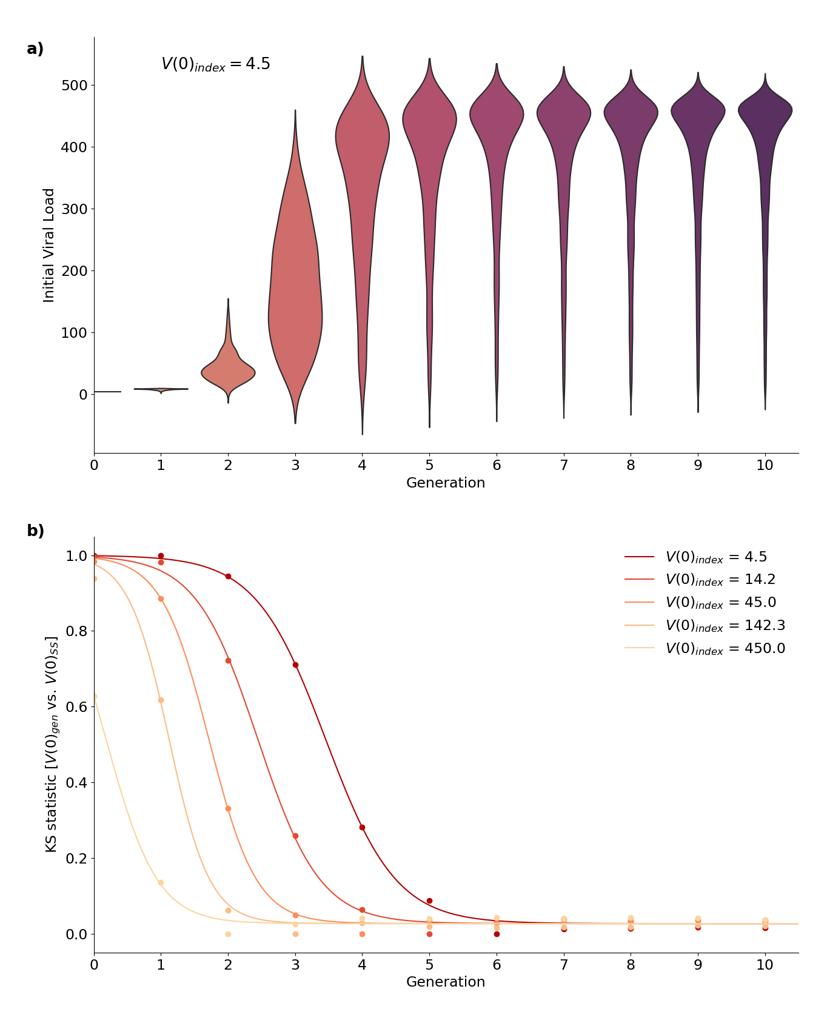 a)
V(0)index = 4.5
500
400
300
200
100
0
Initial Viral Load
0 1 2 3 4 5 6 7 8 9 10
Generation
b)
1.0
0.8
0.6
0.4
0.2
0.0
KS statistic [V(0)gen vs. V(0)SS]
V(0)index = 4.5
V(0)index = 14.2
V(0)index = 45.0
V(0)index = 142.3
V(0)index = 450.0
0 1 2 3 4 5 6 7 8 9 10
Generation